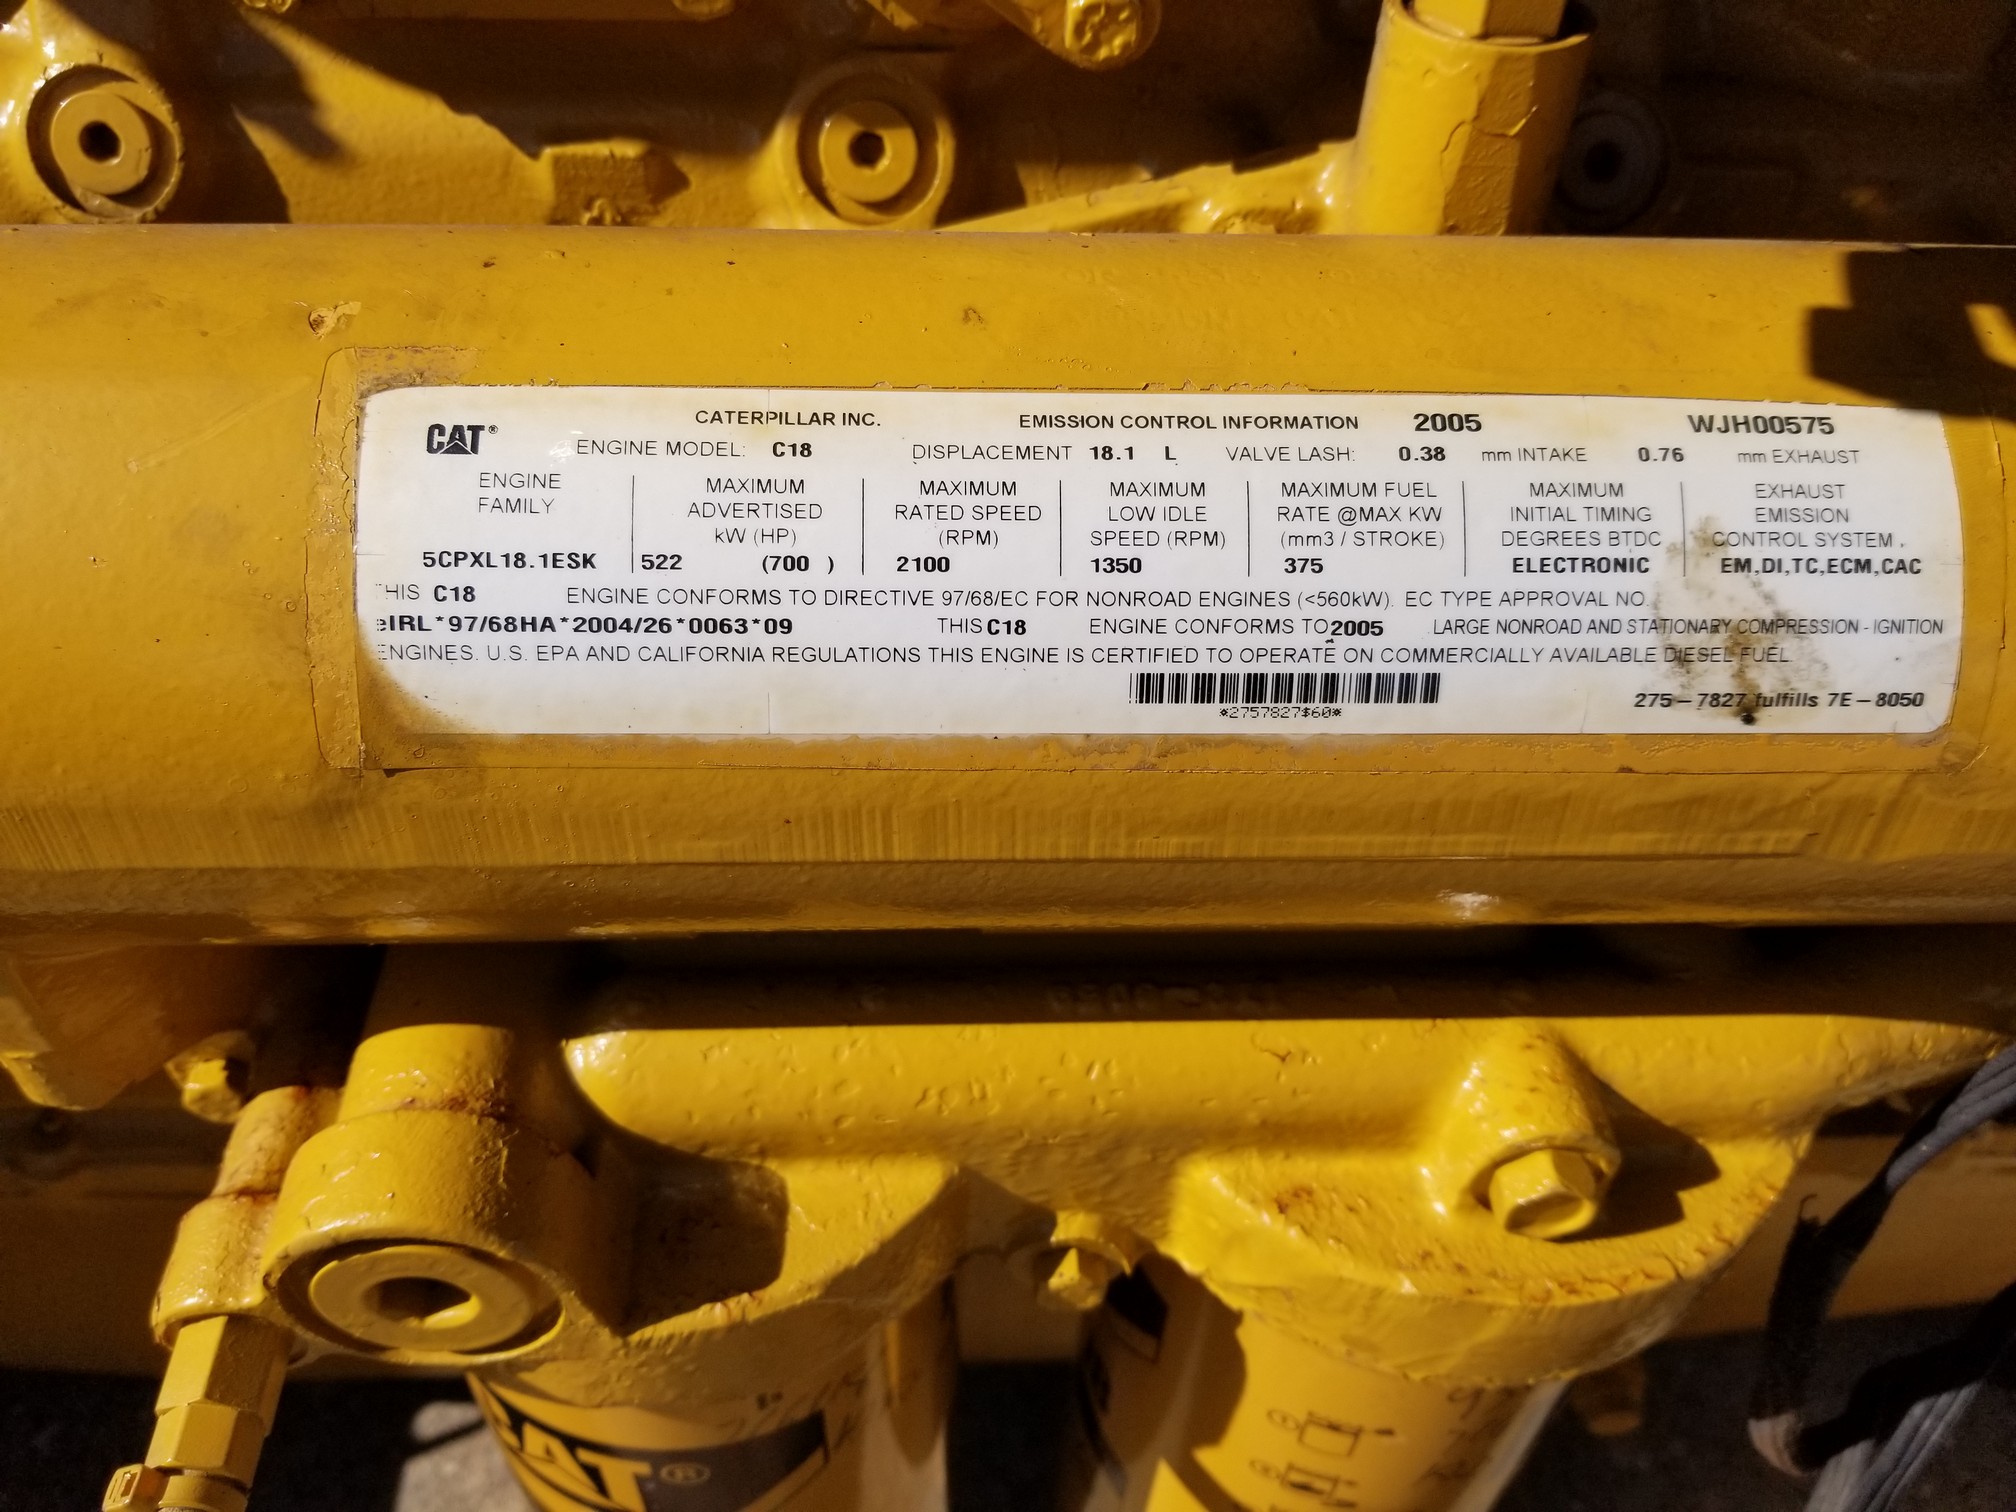 CAT® CATERPILLAR INC. EMISSION CONTROL INFORMATION 2005 WJH00575
ENGINE MODEL: C18 DISPLACEMENT 18.1 L VALVE LASH: 0.38 mm INTAKE 0.76 mm EXHAUST
ENGINE FAMILY
5CPXL18.1ESK
MAXIMUM ADVERTISED kW (HP)
522 (700 )
MAXIMUM RATED SPEED (RPM)
2100
MAXIMUM LOW IDLE SPEED (RPM)
1350
MAXIMUM FUEL RATE @MAX KW (mm3 / STROKE)
375
MAXIMUM INITIAL TIMING DEGREES BTDC
ELECTRONIC
EXHAUST EMISSION CONTROL SYSTEM.
EM,DI,TC,ECM,CAC
THIS C18 ENGINE CONFORMS TO DIRECTIVE 97/68/EC FOR NONROAD ENGINES (<560kW). EC TYPE APPROVAL NO.
eIRL*97/68HA*2004/26*0063*09 THIS C18 ENGINE CONFORMS TO 2005 LARGE NONROAD AND STATIONARY COMPRESSION - IGNITION
ENGINES. U.S. EPA AND CALIFORNIA REGULATIONS THIS ENGINE IS CERTIFIED TO OPERATE ON COMMERCIALLY AVAILABLE DIESEL FUEL
*2757827$60*
275-7827 fulfills 7E-8050
CAT®